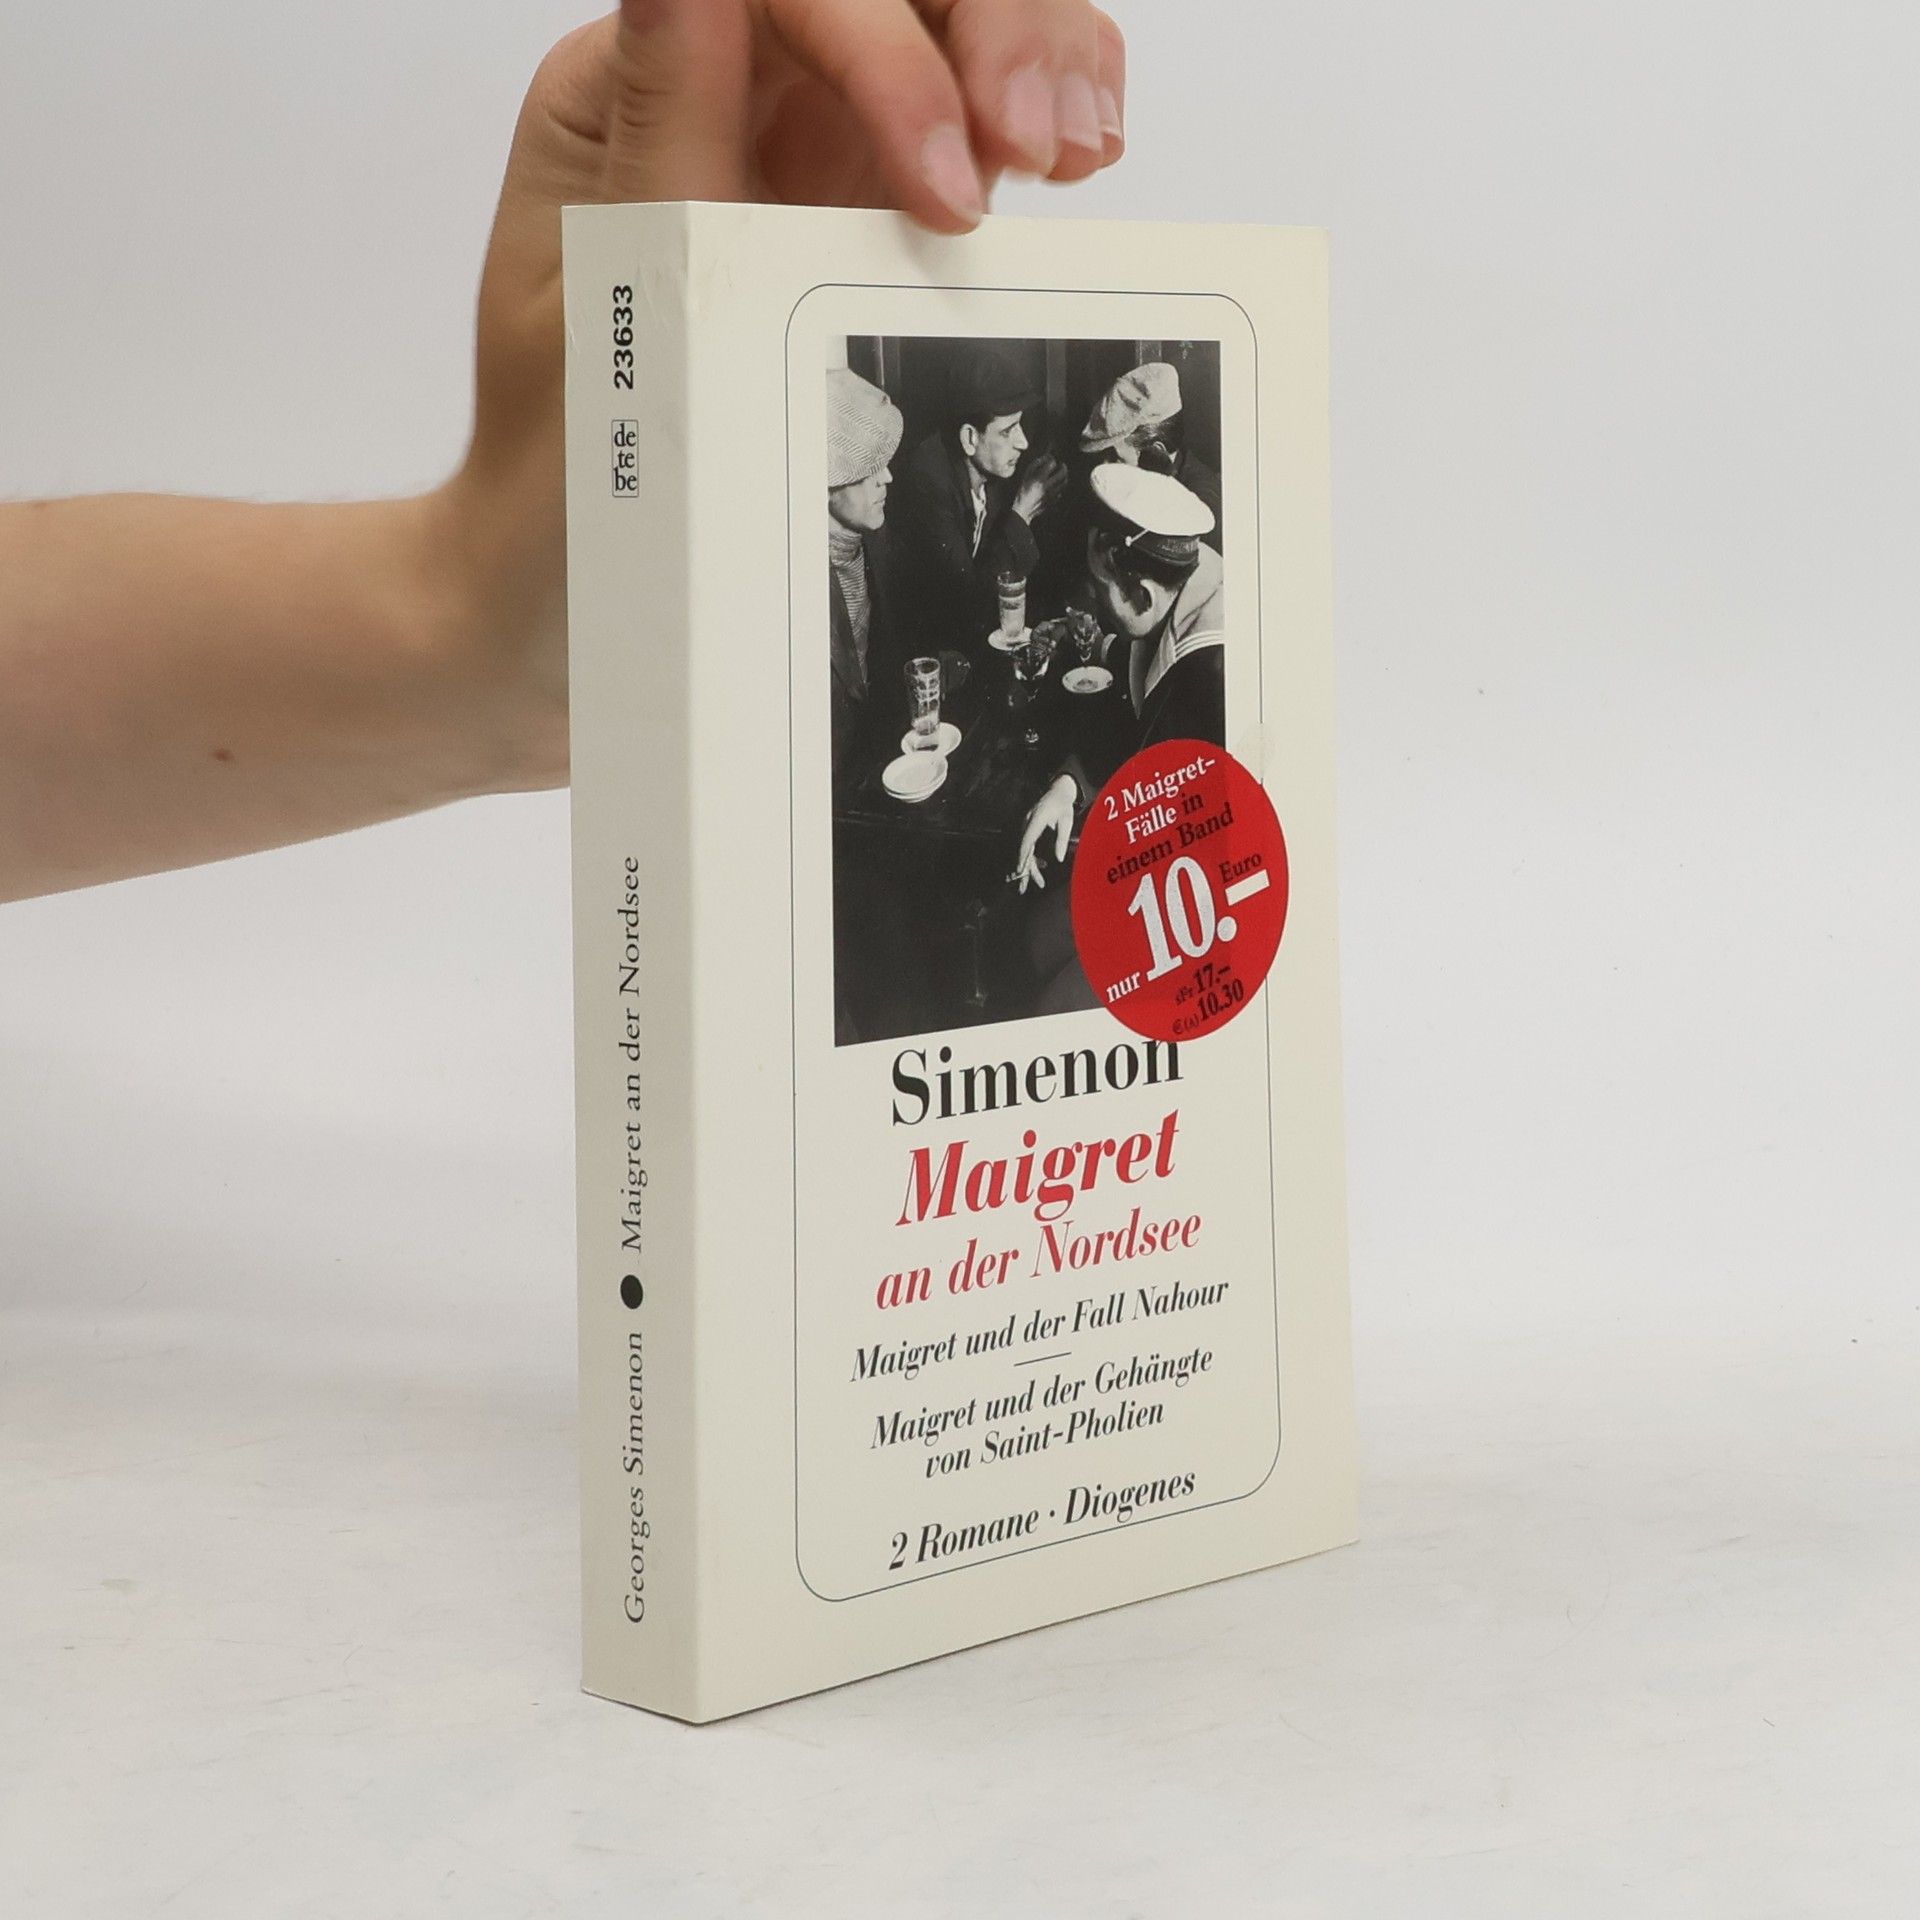 23633
de
te
be
Georges Simenon ● Maigret an der Nordsee
2 Maigret-
Fälle in
einem Band
nur 10.– Euro
sFr 17.–
€(A) 10.30
Simenon
Maigret
an der Nordsee
Maigret und der Fall Nahour
Maigret und der Gehängte
von Saint-Pholien
2 Romane · Diogenes